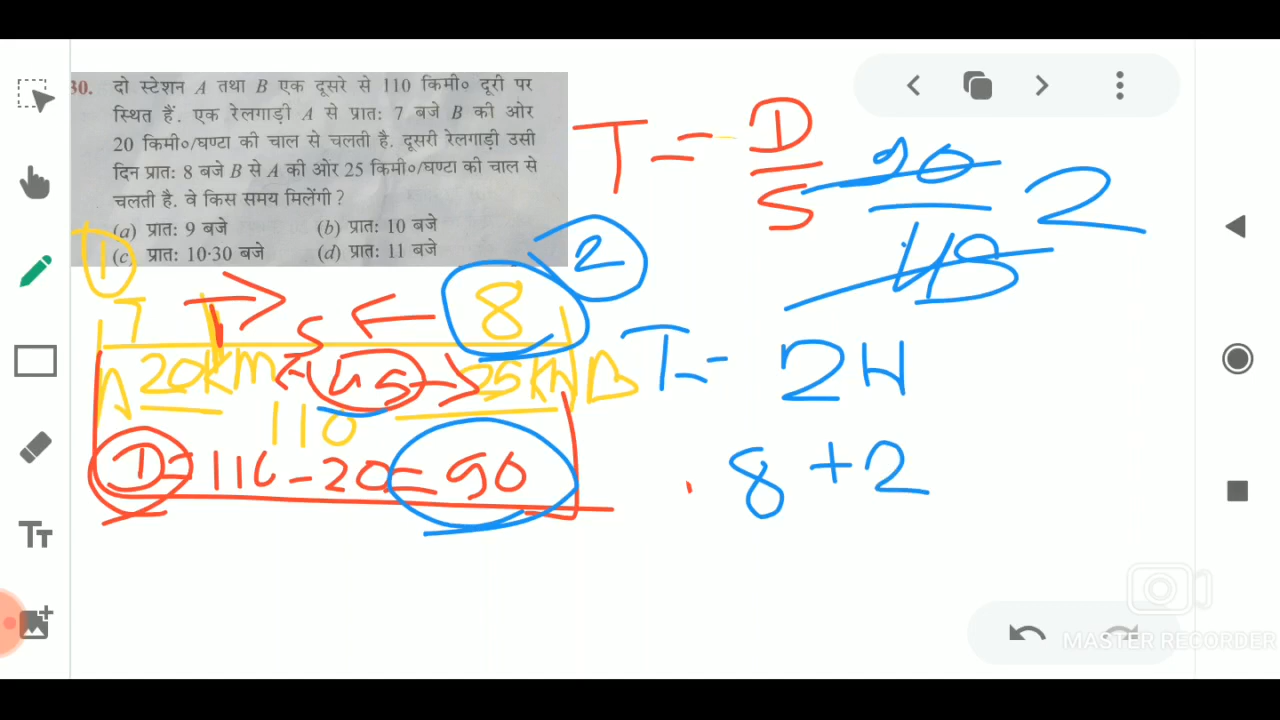 30. दो स्टेशन A तथा B एक दूसरे से 110 किमी० दूरी पर
स्थित हैं. एक रेलगाड़ी A से प्रात: 7 बजे B की ओर
20 किमी०/घण्टा की चाल से चलती है. दूसरी रेलगाड़ी उसी
दिन प्रात: 8 बजे B से A की ओर 25 किमी०/घण्टा की चाल से
चलती है. वे किस समय मिलेंगी ?
(a) प्रात: 9 बजे (b) प्रात: 10 बजे
(c) प्रात: 10·30 बजे (d) प्रात: 11 बजे
T = D/S 90 2
1 2
7 8
S
A 20km 45 25km B
110
D = 110 - 20 = 90
T = 2H
8 + 2
Tт
MASTER RECORDER